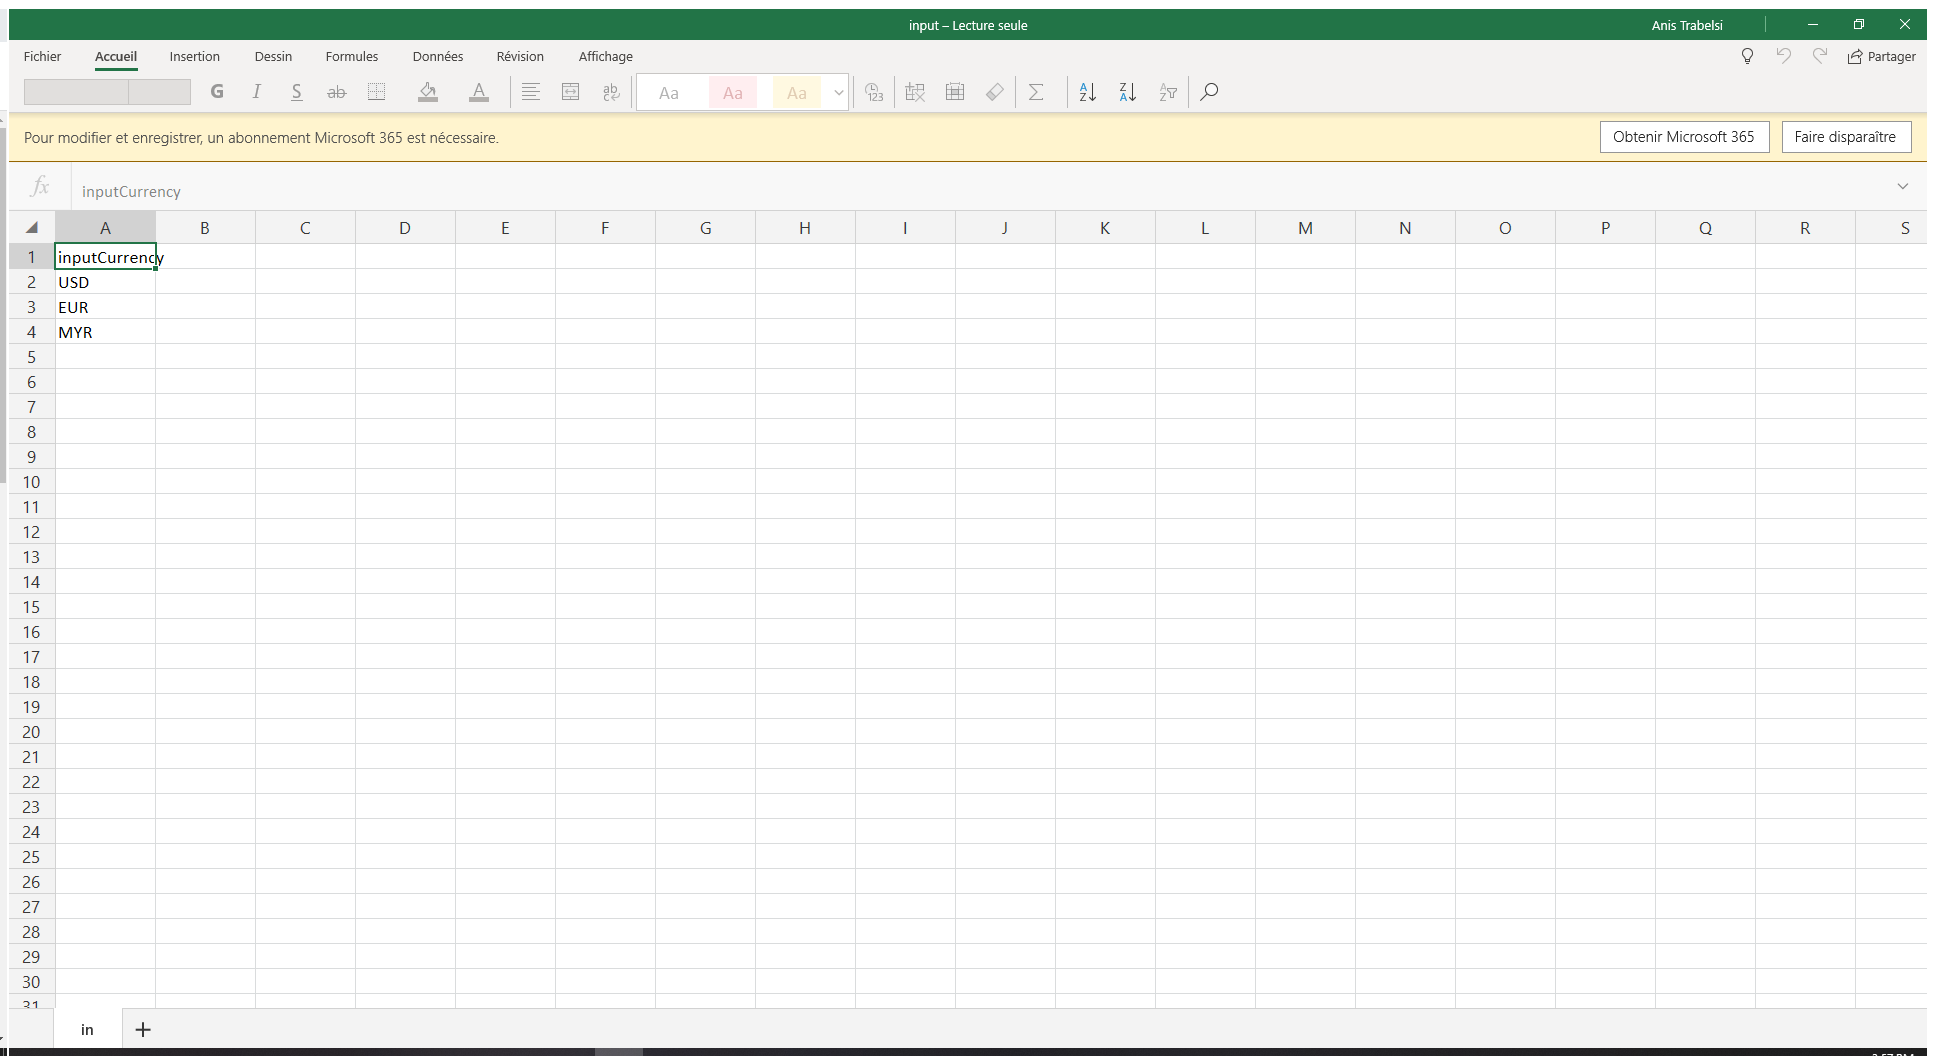 input – Lecture seule
Anis Trabelsi
Fichier Accueil Insertion Dessin Formules Données Révision Affichage Partager
G I S ab A ab Aa Aa Aa 123 Σ
Pour modifier et enregistrer, un abonnement Microsoft 365 est nécessaire. Obtenir Microsoft 365 Faire disparaître
fx inputCurrency
A B C D E F G H I J K L M N O P Q R S
1 inputCurrency
2 USD
3 EUR
4 MYR
5
6
7
8
9
10
11
12
13
14
15
16
17
18
19
20
21
22
23
24
25
26
27
28
29
30
31
in +